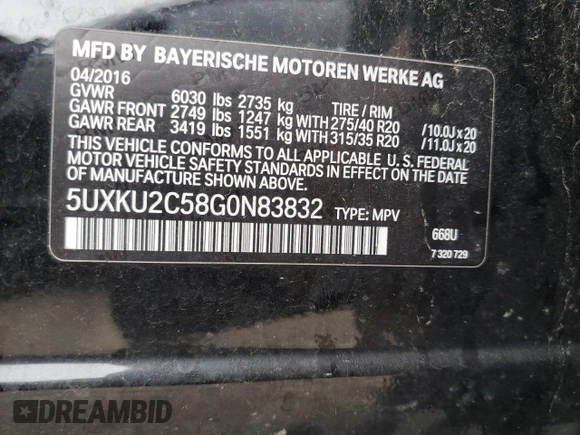 MFD BY BAYERISCHE MOTOREN WERKE AG
04/2016
GVWR 6030 lbs 2735 kg TIRE / RIM
GAWR FRONT 2749 lbs 1247 kg WITH 275/40 R20 /10.0J x 20
GAWR REAR 3419 lbs 1551 kg WITH 315/35 R20 /11.0J x 20
THIS VEHICLE CONFORMS TO ALL APPLICABLE U.S. FEDERAL
MOTOR VEHICLE SAFETY STANDARDS IN EFFECT ON THE
DATE OF MANUFACTURE SHOWN ABOVE.
5UXKU2C58G0N83832 TYPE: MPV
668U
7 320 729
DREAMBID